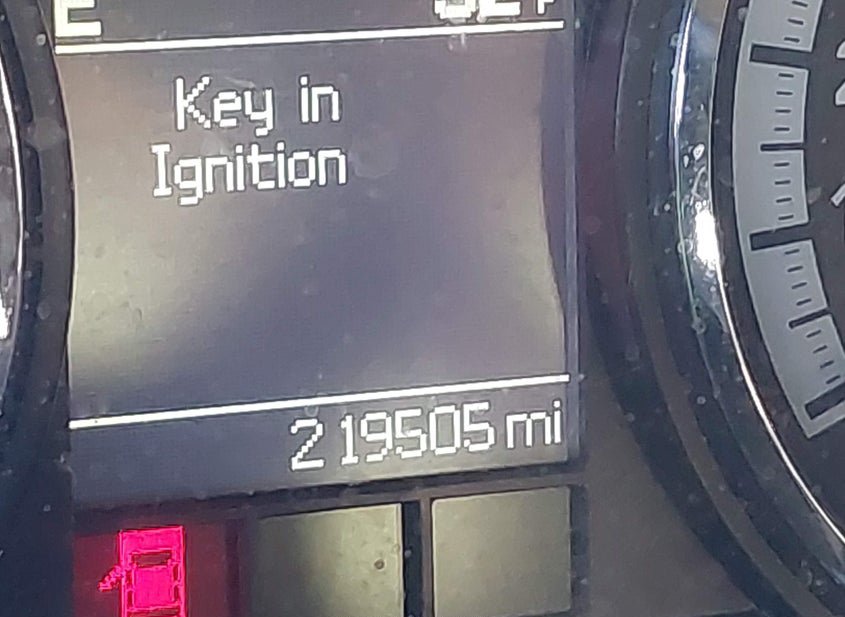 E
Key in
Ignition
219505 mi